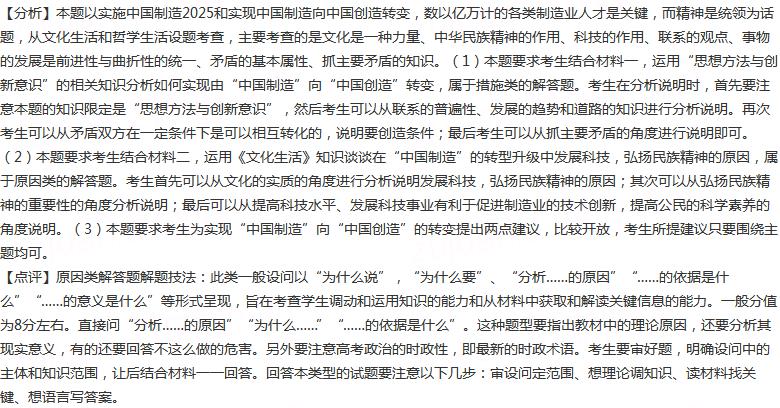 【分析】本题以实施中国制造2025和实现中国制造向中国创造转变，数以亿万计的各类制造业人才是关键，而精神是统领为话
题，从文化生活和哲学生活设题考查，主要考查的是文化是一种力量、中华民族精神的作用、科技的作用、联系的观点、事物
的发展是前进性与曲折性的统一、矛盾的基本属性、抓主要矛盾的知识。（1）本题要求考生结合材料一，运用“思想方法与创
新意识”的相关知识分析如何实现由“中国制造”向“中国创造”转变，属于措施类的解答题。考生在分析说明时，首先要注
意本题的知识限定是“思想方法与创新意识”，然后考生可以从联系的普遍性、发展的趋势和道路的知识进行分析说明。再次
考生可以从矛盾双方在一定条件下是可以相互转化的，说明要创造条件；最后考生可以从抓主要矛盾的角度进行说明即可。
（2）本题要求考生结合材料二，运用《文化生活》知识谈谈在“中国制造”的转型升级中发展科技，弘扬民族精神的原因，属
于原因类的解答题。考生首先可以从文化的实质的角度进行分析说明发展科技，弘扬民族精神的原因；其次可以从弘扬民族精
神的重要性的角度分析说明；最后可以从提高科技水平、发展科技事业有利于促进制造业的技术创新，提高公民的科学素养的
角度说明。（3）本题要求考生为实现“中国制造”向“中国创造”的转变提出两点建议，比较开放，考生所提建议只要围绕主
题均可。
【点评】原因类解答题解题技法：此类一般设问以“为什么说”，“为什么要”、“分析……的原因”“……的依据是什
么”“……的意义是什么”等形式呈现，旨在考查学生调动和运用知识的能力和从材料中获取和解读关键信息的能力。一般分值
为8分左右。直接问“分析……的原因”“为什么……”“……的依据是什么”。这种题型要指出教材中的理论原因，还要分析其
现实意义，有的还要回答不这么做的危害。另外要注意高考政治的时政性，即最新的时政术语。考生要审好题，明确设问中的
主体和知识范围，让后结合材料一一回答。回答本类型的试题要注意以下几步：审设问定范围、想理论调知识、读材料找关
键、想语言写答案。